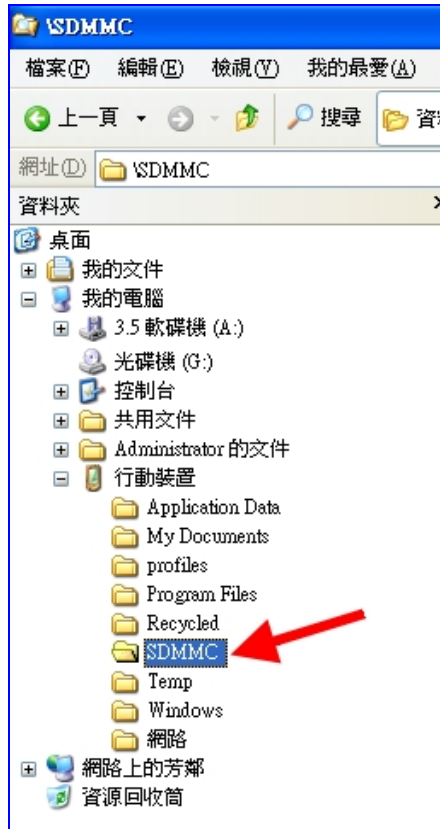 \SDMMC
檔案(F) 編輯(E) 檢視(V) 我的最愛(A)
上一頁 搜尋 資
網址(D) \SDMMC
資料夾
桌面
我的文件
我的電腦
3.5 軟碟機 (A:)
光碟機 (G:)
控制台
共用文件
Administrator 的文件
行動裝置
Application Data
My Documents
profiles
Program Files
Recycled
SDMMC
Temp
Windows
網路
網路上的芳鄰
資源回收筒